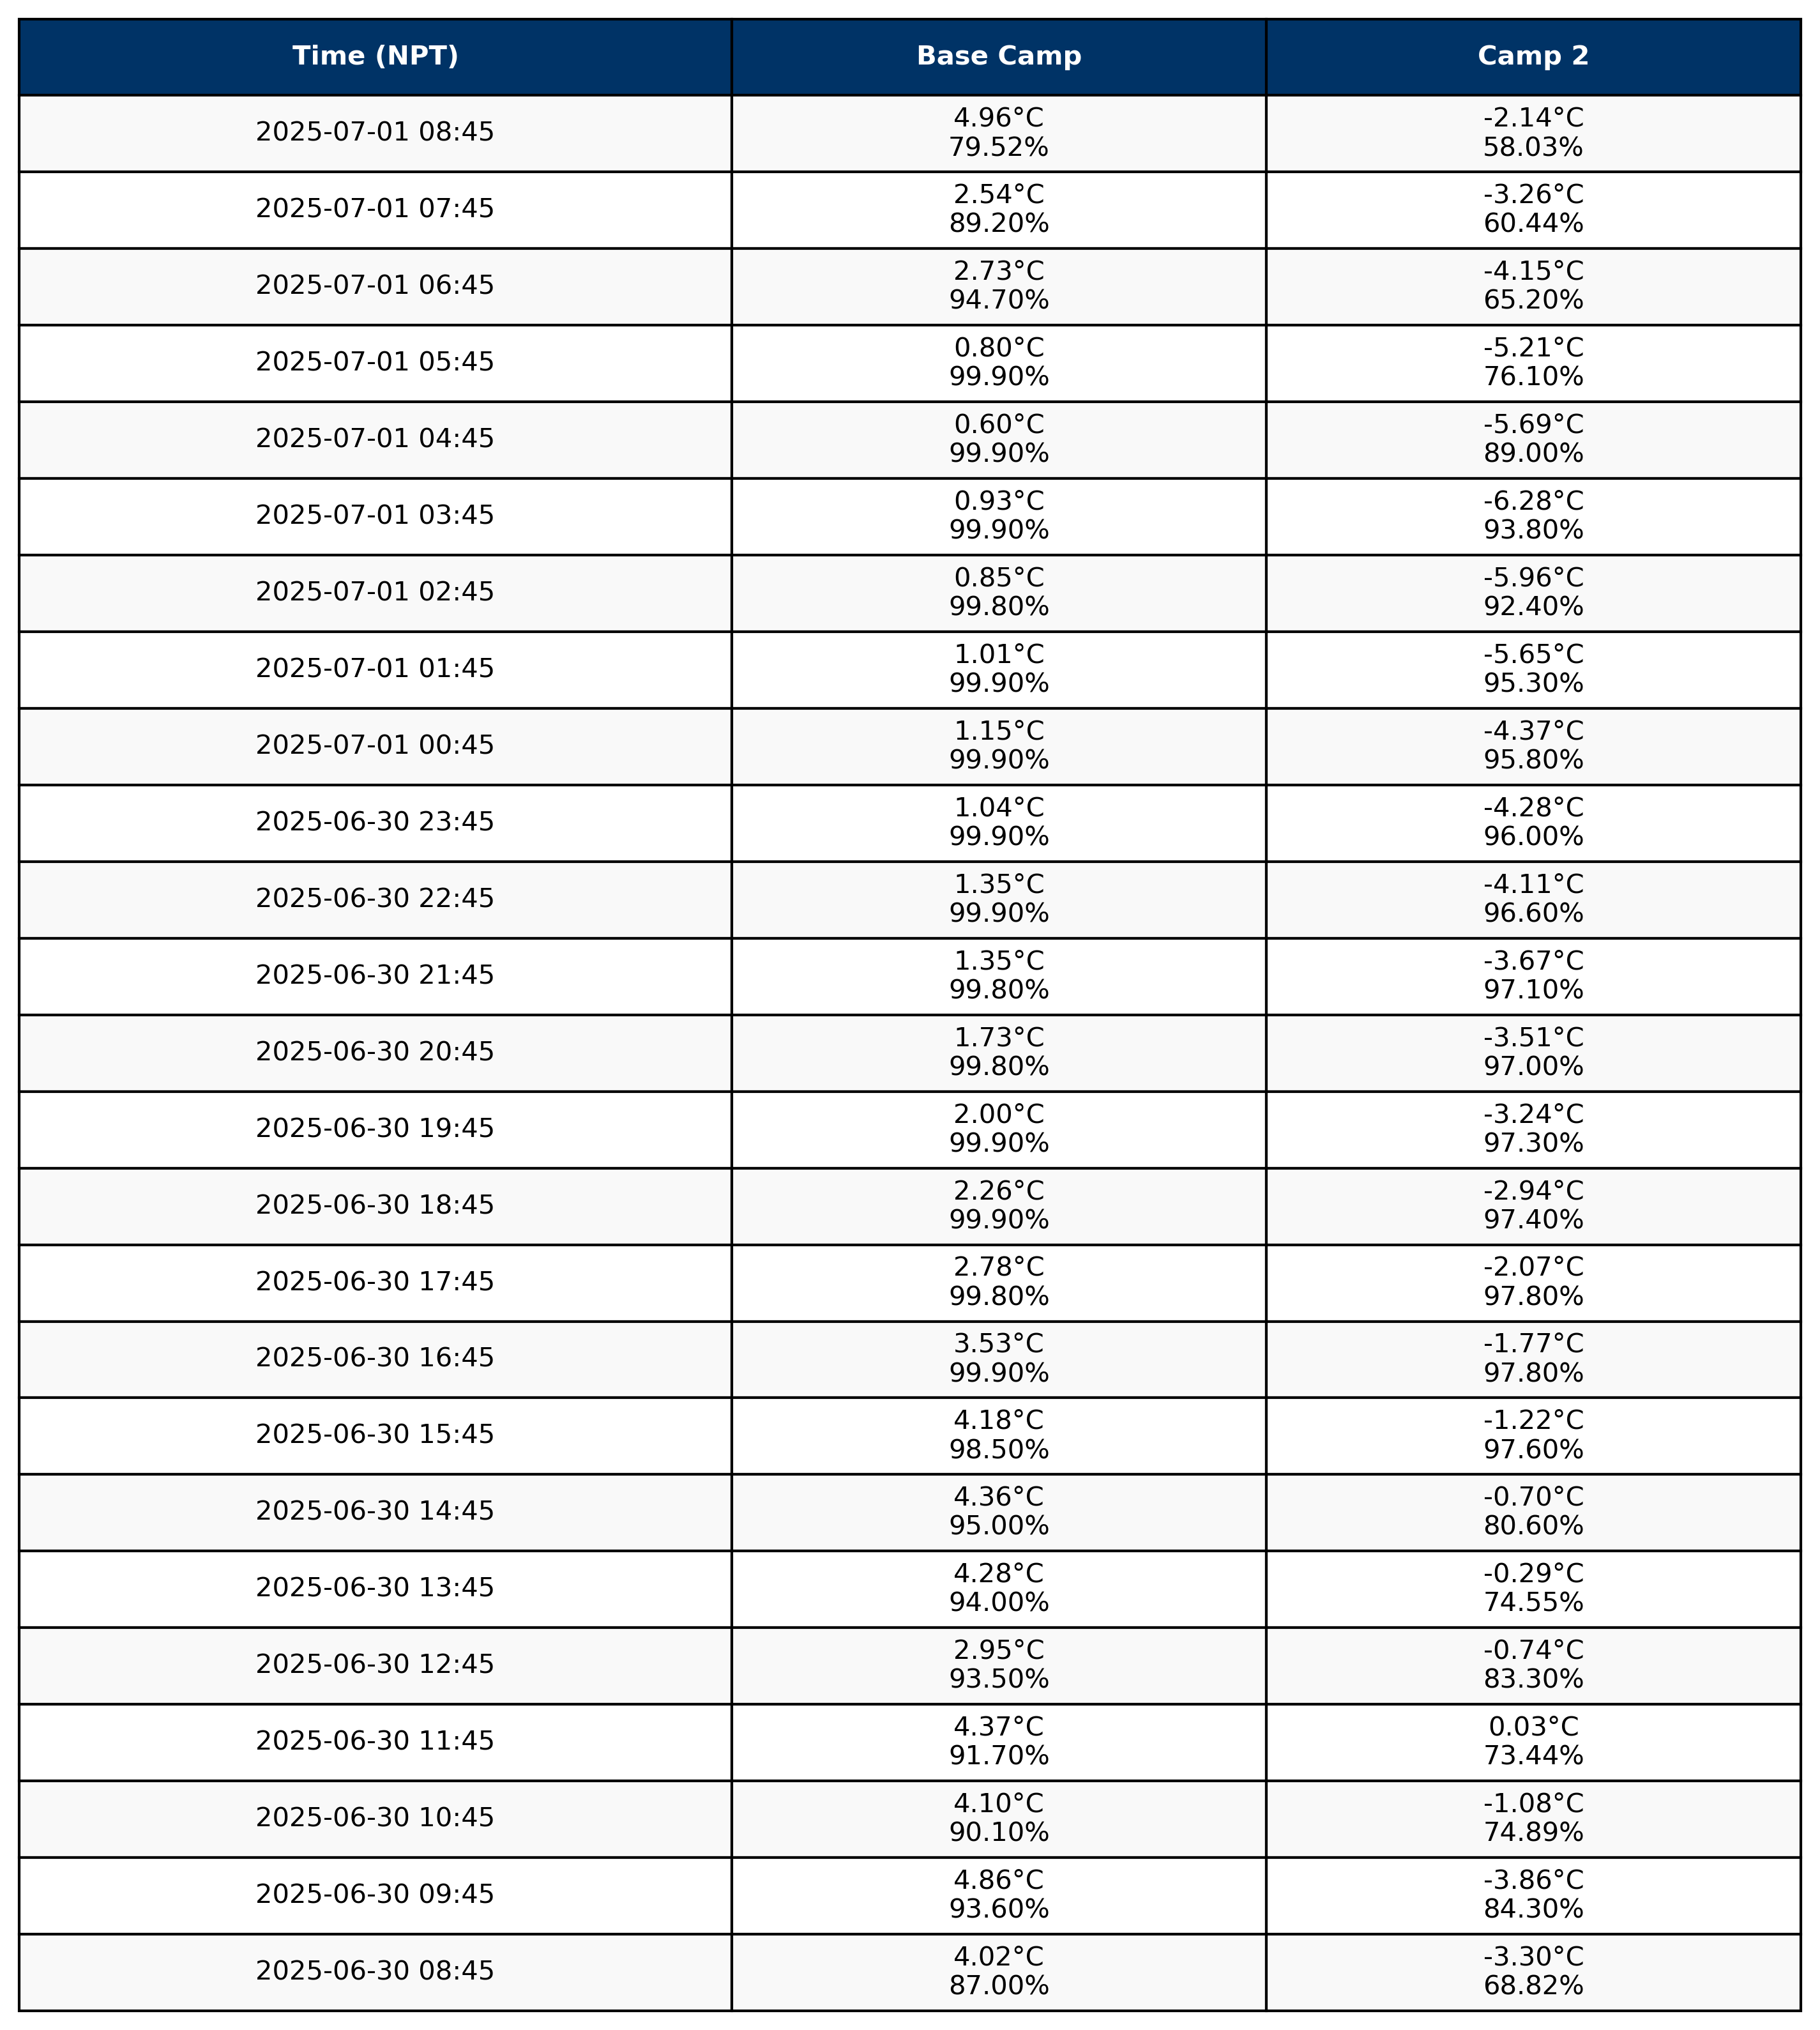 Time (NPT) Base Camp Camp 2
2025-07-01 08:45 4.96°C -2.14°C
79.52% 58.03%
2025-07-01 07:45 2.54°C -3.26°C
89.20% 60.44%
2025-07-01 06:45 2.73°C -4.15°C
94.70% 65.20%
2025-07-01 05:45 0.80°C -5.21°C
99.90% 76.10%
2025-07-01 04:45 0.60°C -5.69°C
99.90% 89.00%
2025-07-01 03:45 0.93°C -6.28°C
99.90% 93.80%
2025-07-01 02:45 0.85°C -5.96°C
99.80% 92.40%
2025-07-01 01:45 1.01°C -5.65°C
99.90% 95.30%
2025-07-01 00:45 1.15°C -4.37°C
99.90% 95.80%
2025-06-30 23:45 1.04°C -4.28°C
99.90% 96.00%
2025-06-30 22:45 1.35°C -4.11°C
99.90% 96.60%
2025-06-30 21:45 1.35°C -3.67°C
99.80% 97.10%
2025-06-30 20:45 1.73°C -3.51°C
99.80% 97.00%
2025-06-30 19:45 2.00°C -3.24°C
99.90% 97.30%
2025-06-30 18:45 2.26°C -2.94°C
99.90% 97.40%
2025-06-30 17:45 2.78°C -2.07°C
99.80% 97.80%
2025-06-30 16:45 3.53°C -1.77°C
99.90% 97.80%
2025-06-30 15:45 4.18°C -1.22°C
98.50% 97.60%
2025-06-30 14:45 4.36°C -0.70°C
95.00% 80.60%
2025-06-30 13:45 4.28°C -0.29°C
94.00% 74.55%
2025-06-30 12:45 2.95°C -0.74°C
93.50% 83.30%
2025-06-30 11:45 4.37°C 0.03°C
91.70% 73.44%
2025-06-30 10:45 4.10°C -1.08°C
90.10% 74.89%
2025-06-30 09:45 4.86°C -3.86°C
93.60% 84.30%
2025-06-30 08:45 4.02°C -3.30°C
87.00% 68.82%